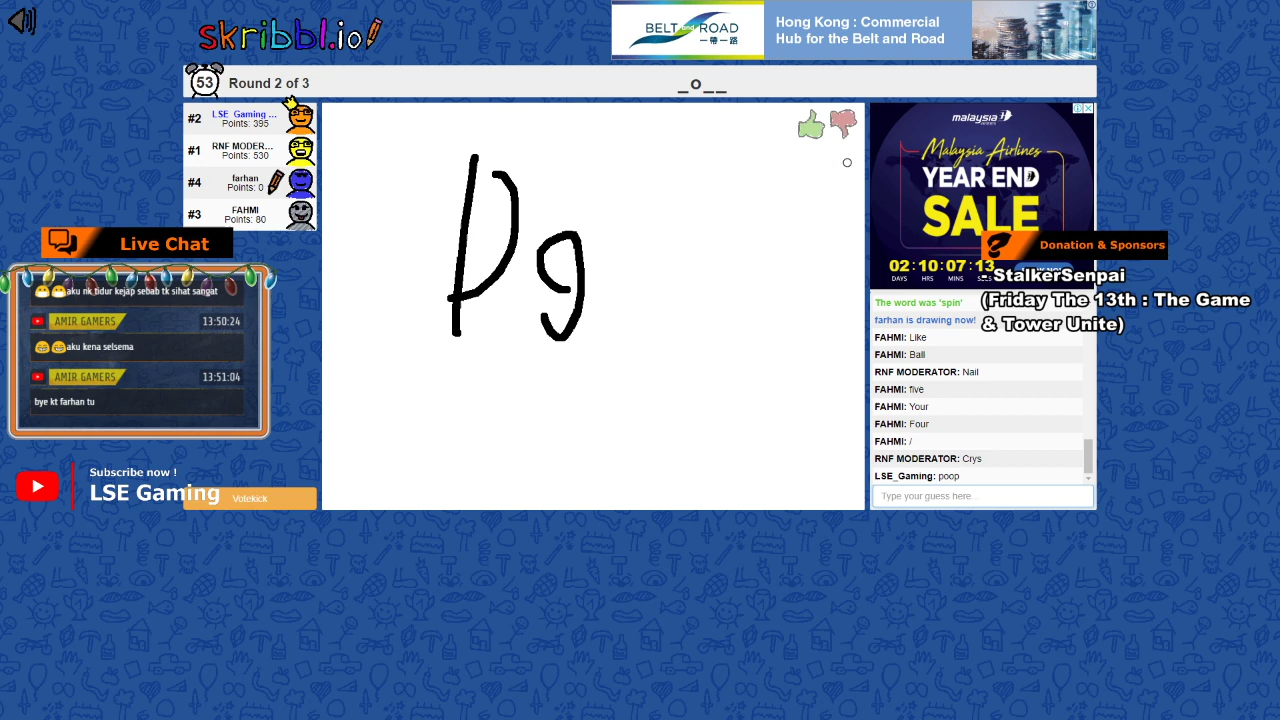 skribbl.io
BELT and ROAD
一帶一路
Hong Kong : Commercial
Hub for the Belt and Road
53
Round 2 of 3
_o__
#2
LSE Gaming ...
Points: 395
#1
RNF MODER...
Points: 530
#4
farhan
Points: 0
#3
FAHMI
Points: 80
Live Chat
aku nk tidur kejap sebab tk sihat sangat
AMIR GAMERS
13:50:24
aku kena selsema
AMIR GAMERS
13:51:04
bye kt farhan tu
Subscribe now !
LSE Gaming
Votekick
Dg
malaysia
Malaysia Airlines
YEAR END
SALE
02:10:07:13
DAYS HRS MINS
Donation & Sponsors
StalkerSenpai
(Friday The 13th : The Game
& Tower Unite)
The word was 'spin'
farhan is drawing now!
FAHMI: Like
FAHMI: Ball
RNF MODERATOR: Nail
FAHMI: five
FAHMI: Your
FAHMI: Four
FAHMI: /
RNF MODERATOR: Crys
LSE_Gaming: poop
Type your guess here...